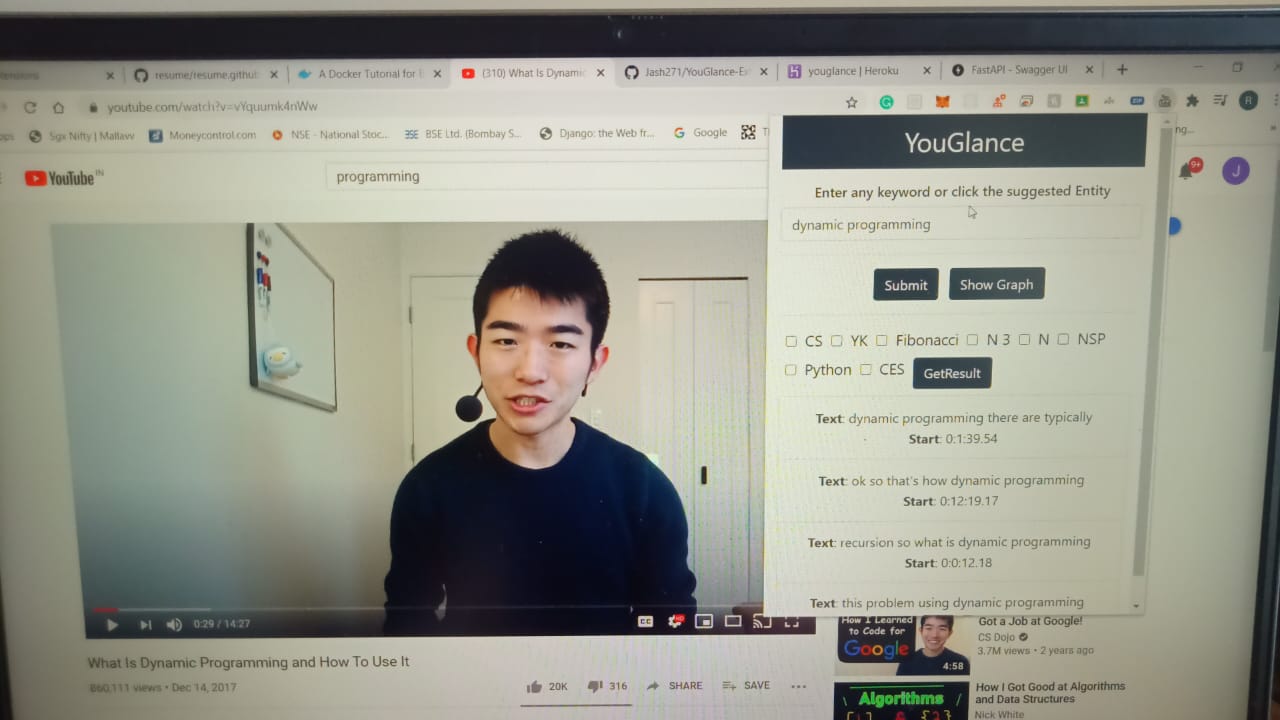 resume/resume.github
A Docker Tutorial for
(310) What Is Dynamic
Jash271/YouGlance-Ex
youglance | Heroku
FastAPI - Swagger UI
youtube.com/watch?v=vYquumk4nWw
R
Sgx Nifty | Mallavv
Moneycontrol.com
NSE - National Stoc...
BSE Ltd. (Bombay S...
Django: the Web fr...
Google
YouTube IN
programming
9+
J
YouGlance
Enter any keyword or click the suggested Entity
dynamic programming
Submit
Show Graph
CS YK Fibonacci N 3 N NSP
Python CES GetResult
Text: dynamic programming there are typically
Start: 0:1:39.54
Text: ok so that's how dynamic programming
Start: 0:12:19.17
Text: recursion so what is dynamic programming
Start: 0:0:12.18
Text: this problem using dynamic programming
0:29 / 14:27
CC
HD
What Is Dynamic Programming and How To Use It
860,111 views • Dec 14, 2017
20K
316
SHARE
SAVE
How I Learned
to Code for
Google
4:58
Got a Job at Google!
CS Dojo
3.7M views • 2 years ago
Algorithms
How I Got Good at Algorithms
and Data Structures
Nick White